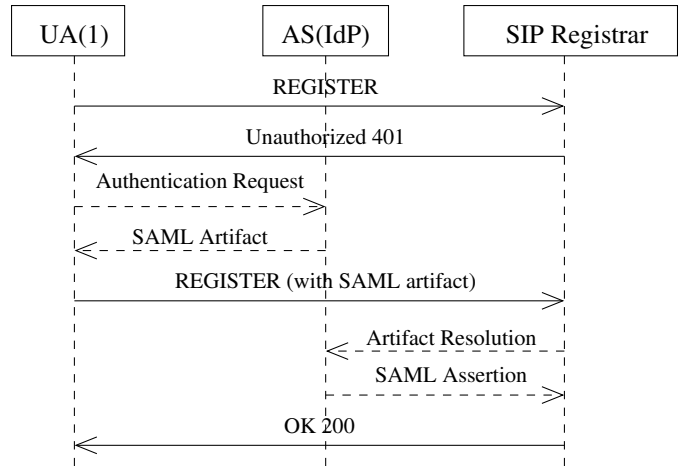 UA(1) AS(IdP) SIP Registrar
REGISTER
Unauthorized 401
Authentication Request
SAML Artifact
REGISTER (with SAML artifact)
Artifact Resolution
SAML Assertion
OK 200